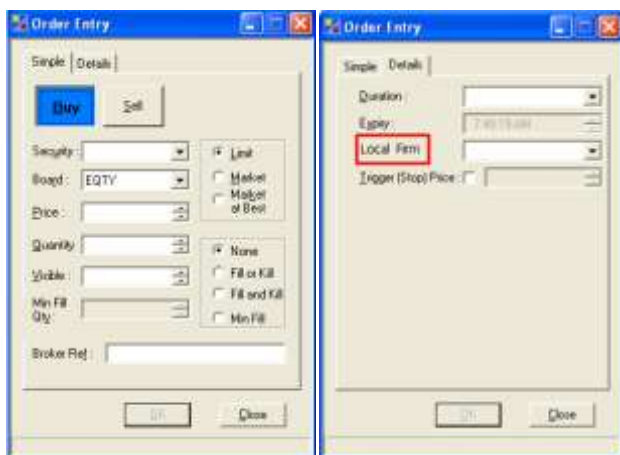 Order Entry
Simple Details
Buy Sell
Security :
Board : EQTY
Price :
Quantity
Visible :
Min Fill
Qty
Limit
Market
Market
at Best
None
Fill or Kill
Fill and Kill
Min Fill
Broker Ref :
OK Close
Order Entry
Simple Details
Duration :
Expiry :
Local Firm
Trigger (Stop) Price :
OK Close